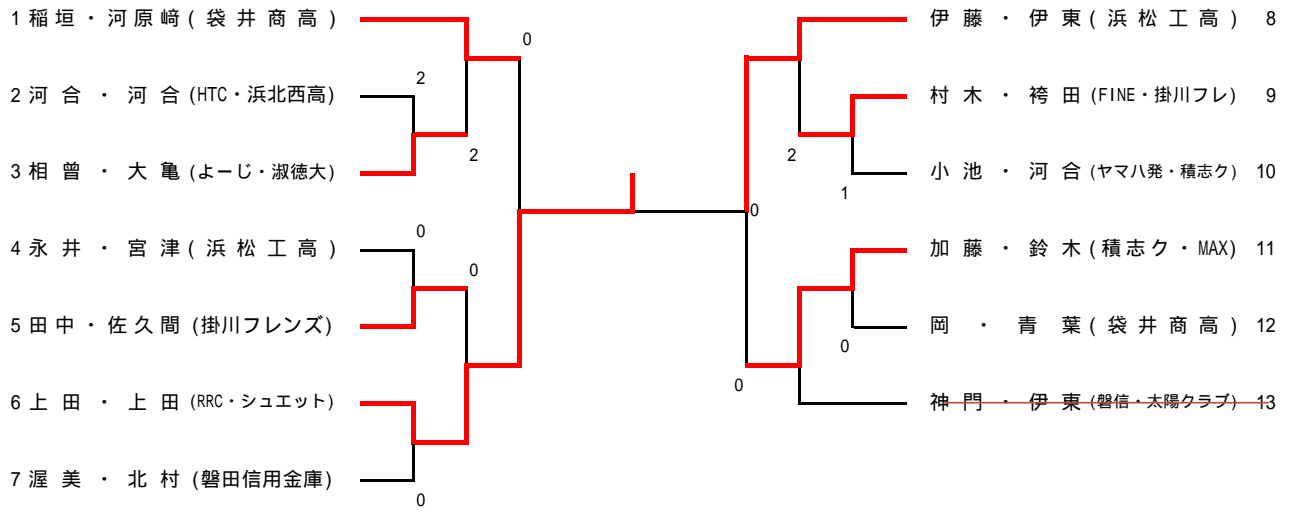 1 稲垣・河原﨑(袋井商高)
2 河合・河合(HTC・浜北西高)
3 相曾・大亀(よーじ・淑徳大)
4 永井・宮津(浜松工高)
5 田中・佐久間(掛川フレンズ)
6 上田・上田(RRC・シュエット)
7 渥美・北村(磐田信用金庫)
2
0
2
0
0
0
0
伊藤・伊東(浜松工高) 8
村木・袴田(FINE・掛川フレ) 9
小池・河合(ヤマハ発・積志ク) 10
加藤・鈴木(積志ク・MAX) 11
岡・青葉(袋井商高) 12
神門・伊東(磐信・太陽クラブ) 13
2
1
0
0
0